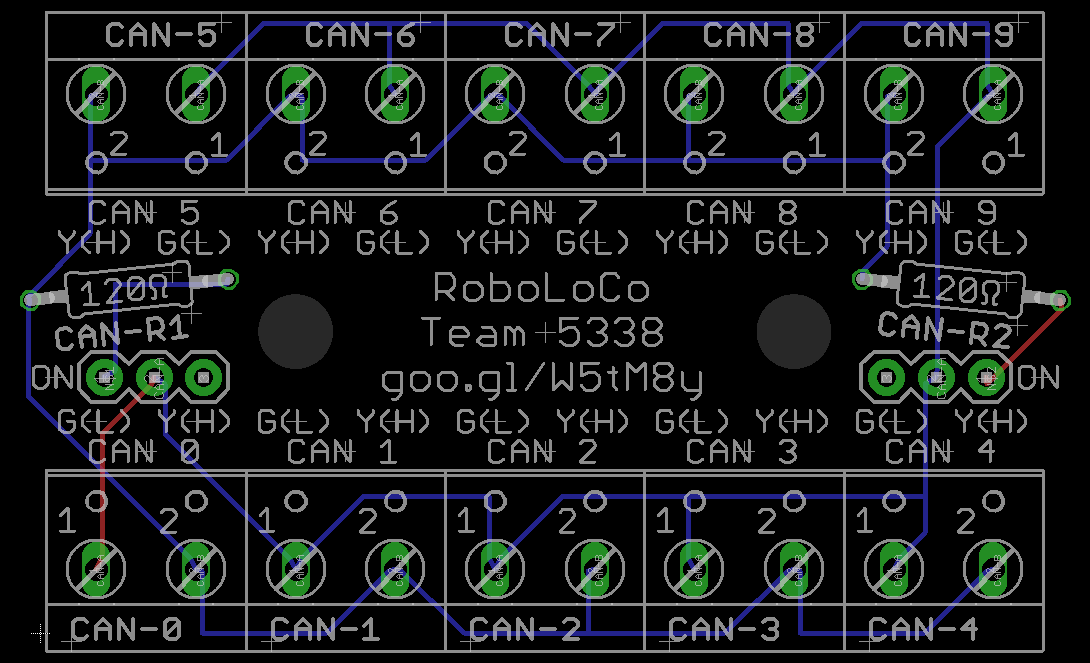 CAN-5 CAN-6 CAN-7 CAN-8 CAN-9
2 1 2 1 2 1 2 1 2 1
CAN 5 CAN 6 CAN 7 CAN 8 CAN 9
Y(H) G(L) Y(H) G(L) Y(H) G(L) Y(H) G(L) Y(H) G(L)
120Ω RoboLoCo 120Ω
CAN-R1 Team 5338 CAN-R2
ON goo.gl/W5tM8y ON
G(L) Y(H) G(L) Y(H) G(L) Y(H) G(L) Y(H) G(L) Y(H)
CAN 0 CAN 1 CAN 2 CAN 3 CAN 4
1 2 1 2 1 2 1 2 1 2
CAN-0 CAN-1 CAN-2 CAN-3 CAN-4